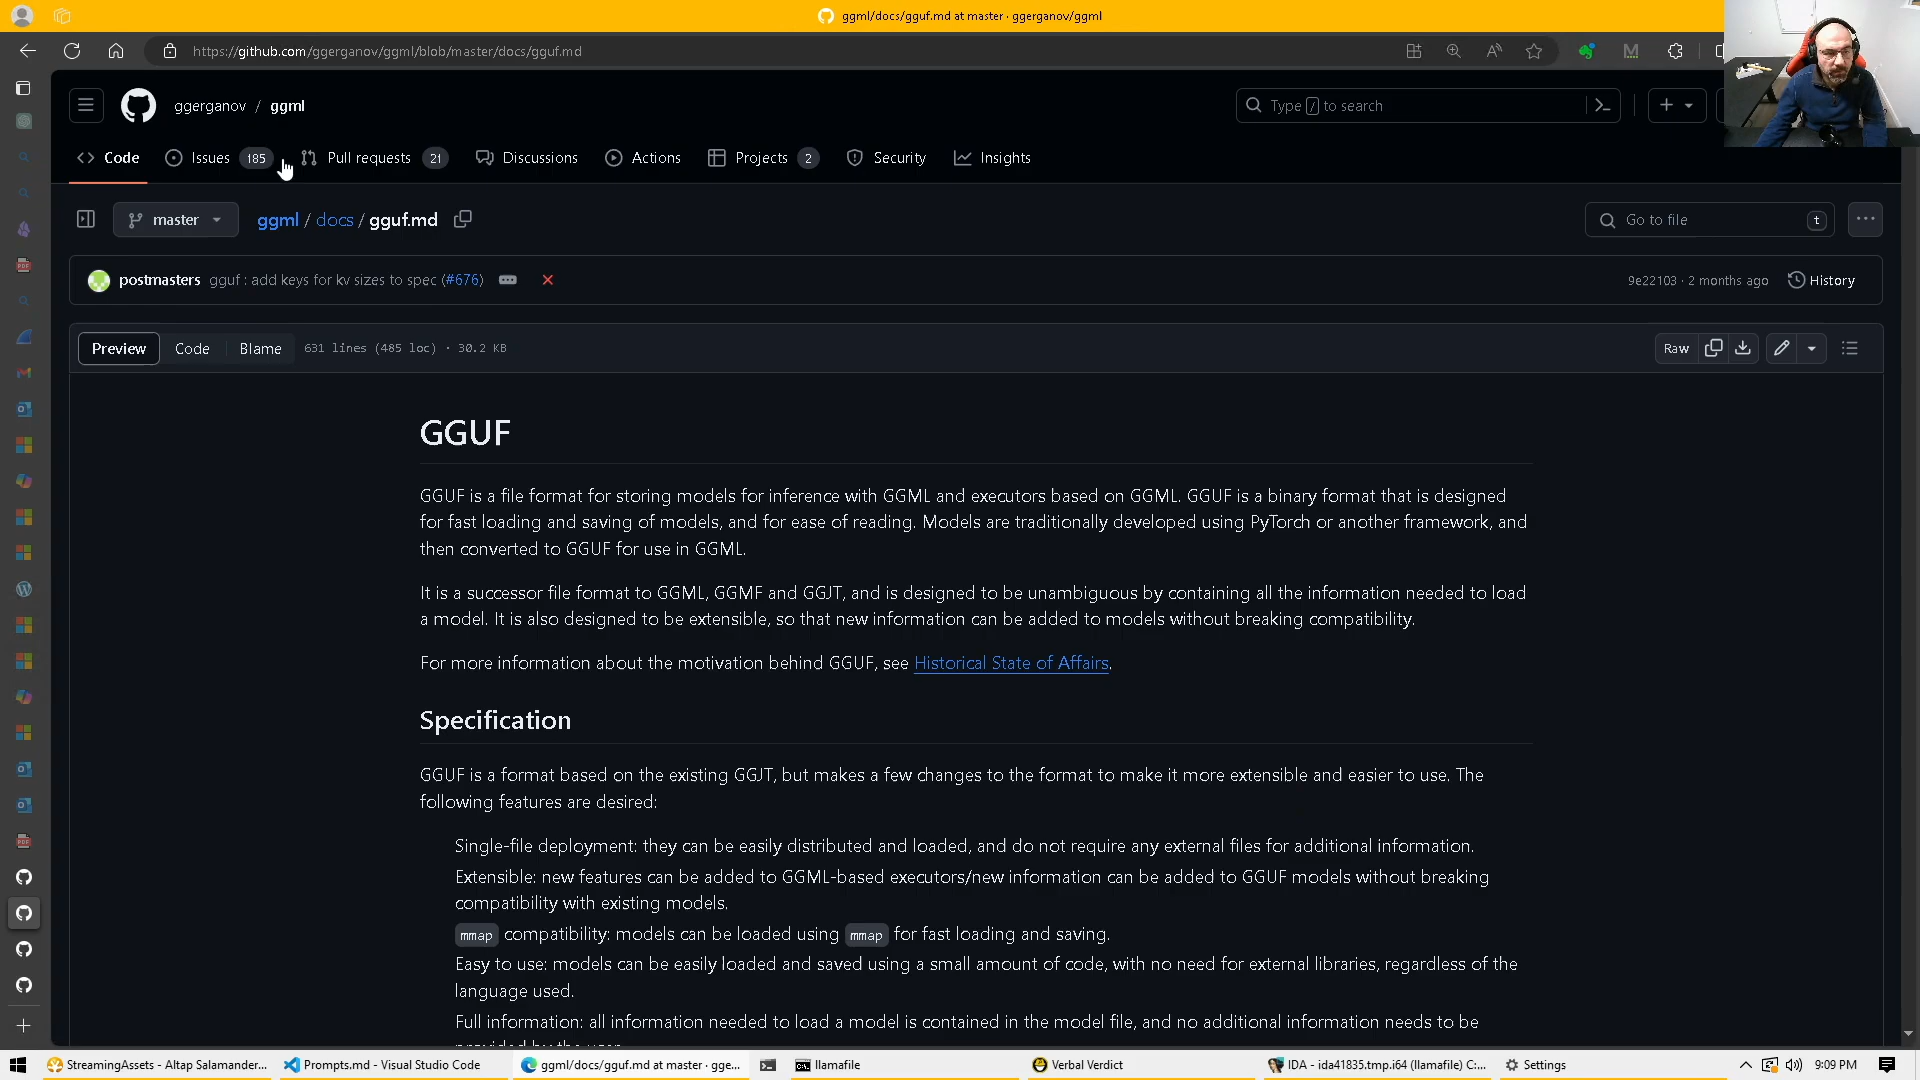 ggml/docs/gguf.md at master · ggerganov/ggml
https://github.com/ggerganov/ggml/blob/master/docs/gguf.md
ggerganov / ggml
Type / to search
Code
Issues 185
Pull requests 21
Discussions
Actions
Projects 2
Security
Insights
master
ggml / docs / gguf.md
Go to file t
postmasters gguf : add keys for kv sizes to spec (#676)
9e22103 · 2 months ago
History
Preview
Code
Blame
631 lines (485 loc) · 30.2 KB
Raw
GGUF
GGUF is a file format for storing models for inference with GGML and executors based on GGML. GGUF is a binary format that is designed
for fast loading and saving of models, and for ease of reading. Models are traditionally developed using PyTorch or another framework, and
then converted to GGUF for use in GGML.
It is a successor file format to GGML, GGMF and GGJT, and is designed to be unambiguous by containing all the information needed to load
a model. It is also designed to be extensible, so that new information can be added to models without breaking compatibility.
For more information about the motivation behind GGUF, see Historical State of Affairs.
Specification
GGUF is a format based on the existing GGJT, but makes a few changes to the format to make it more extensible and easier to use. The
following features are desired:
Single-file deployment: they can be easily distributed and loaded, and do not require any external files for additional information.
Extensible: new features can be added to GGML-based executors/new information can be added to GGUF models without breaking
compatibility with existing models.
mmap compatibility: models can be loaded using mmap for fast loading and saving.
Easy to use: models can be easily loaded and saved using a small amount of code, with no need for external libraries, regardless of the
language used.
Full information: all information needed to load a model is contained in the model file, and no additional information needs to be
provided by the user.
StreamingAssets - Altap Salamander...
Prompts.md - Visual Studio Code
ggml/docs/gguf.md at master · gge...
llamafile
Verbal Verdict
IDA - ida41835.tmp.i64 (llamafile) C:...
Settings
9:09 PM